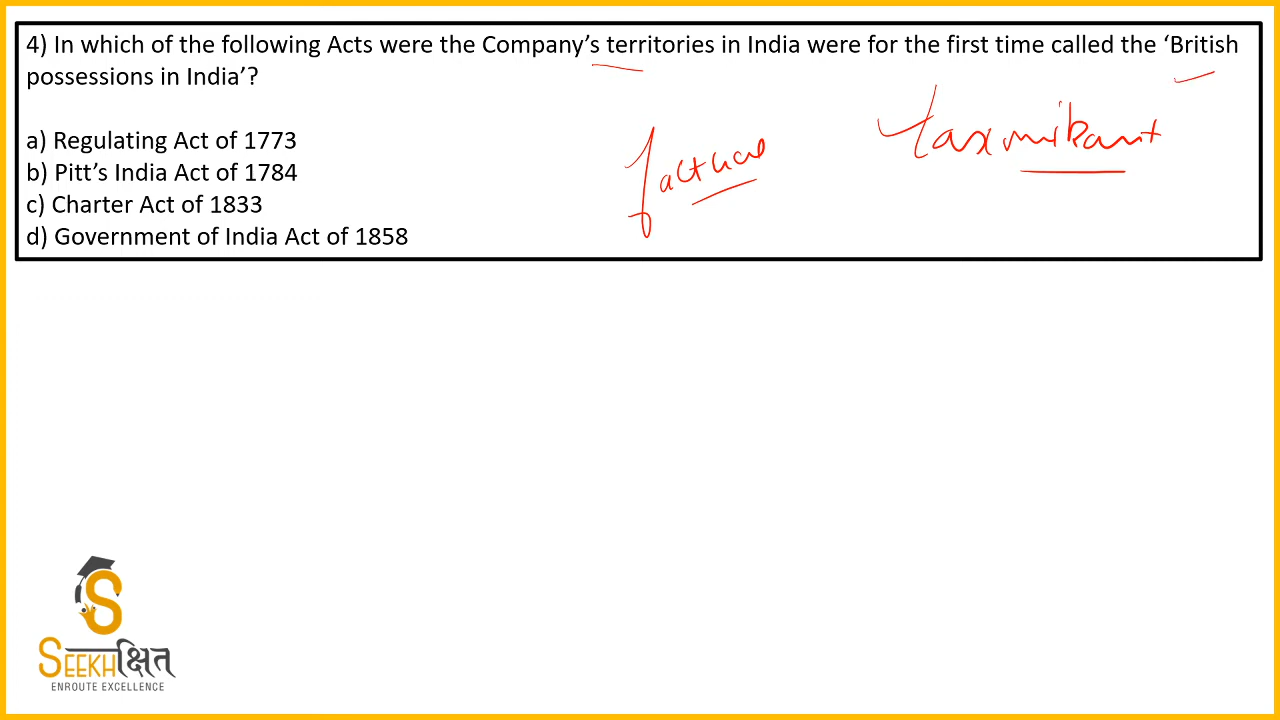 4) In which of the following Acts were the Company’s territories in India were for the first time called the ‘British
possessions in India’?
a) Regulating Act of 1773
b) Pitt’s India Act of 1784
c) Charter Act of 1833
d) Government of India Act of 1858
factual
Laxmikant
S
SEEKHक्षित
ENROUTE EXCELLENCE